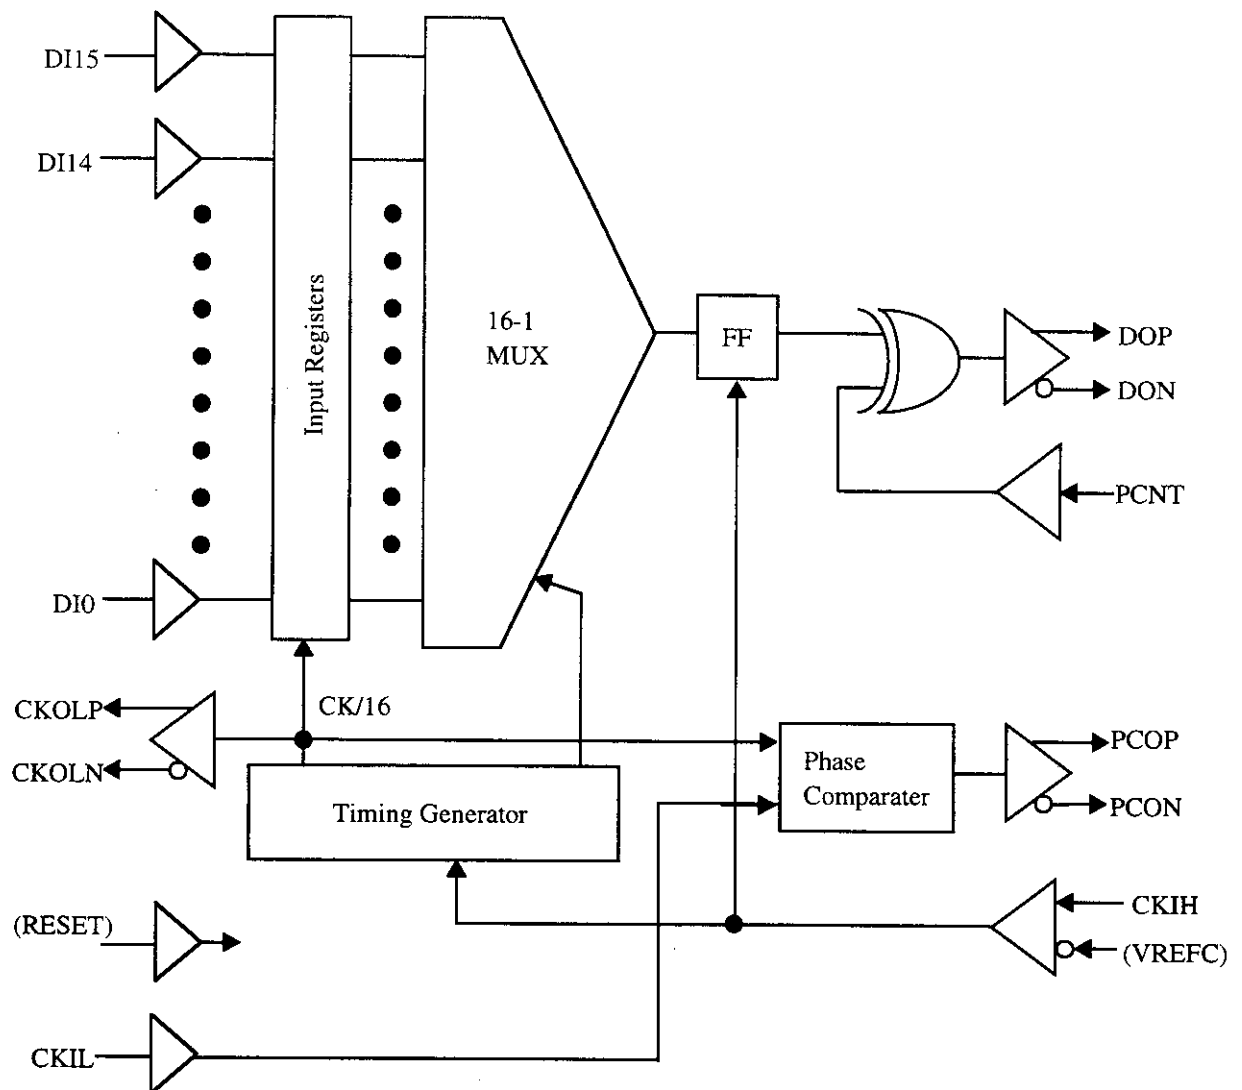 DI15
DI14
Input Registers
16-1
MUX
FF
DOP
DON
PCNT
DI0
CKOLP
CK/16
CKOLN
Timing Generator
Phase
Comparater
PCOP
PCON
(RESET)
CKIH
(VREFC)
CKIL